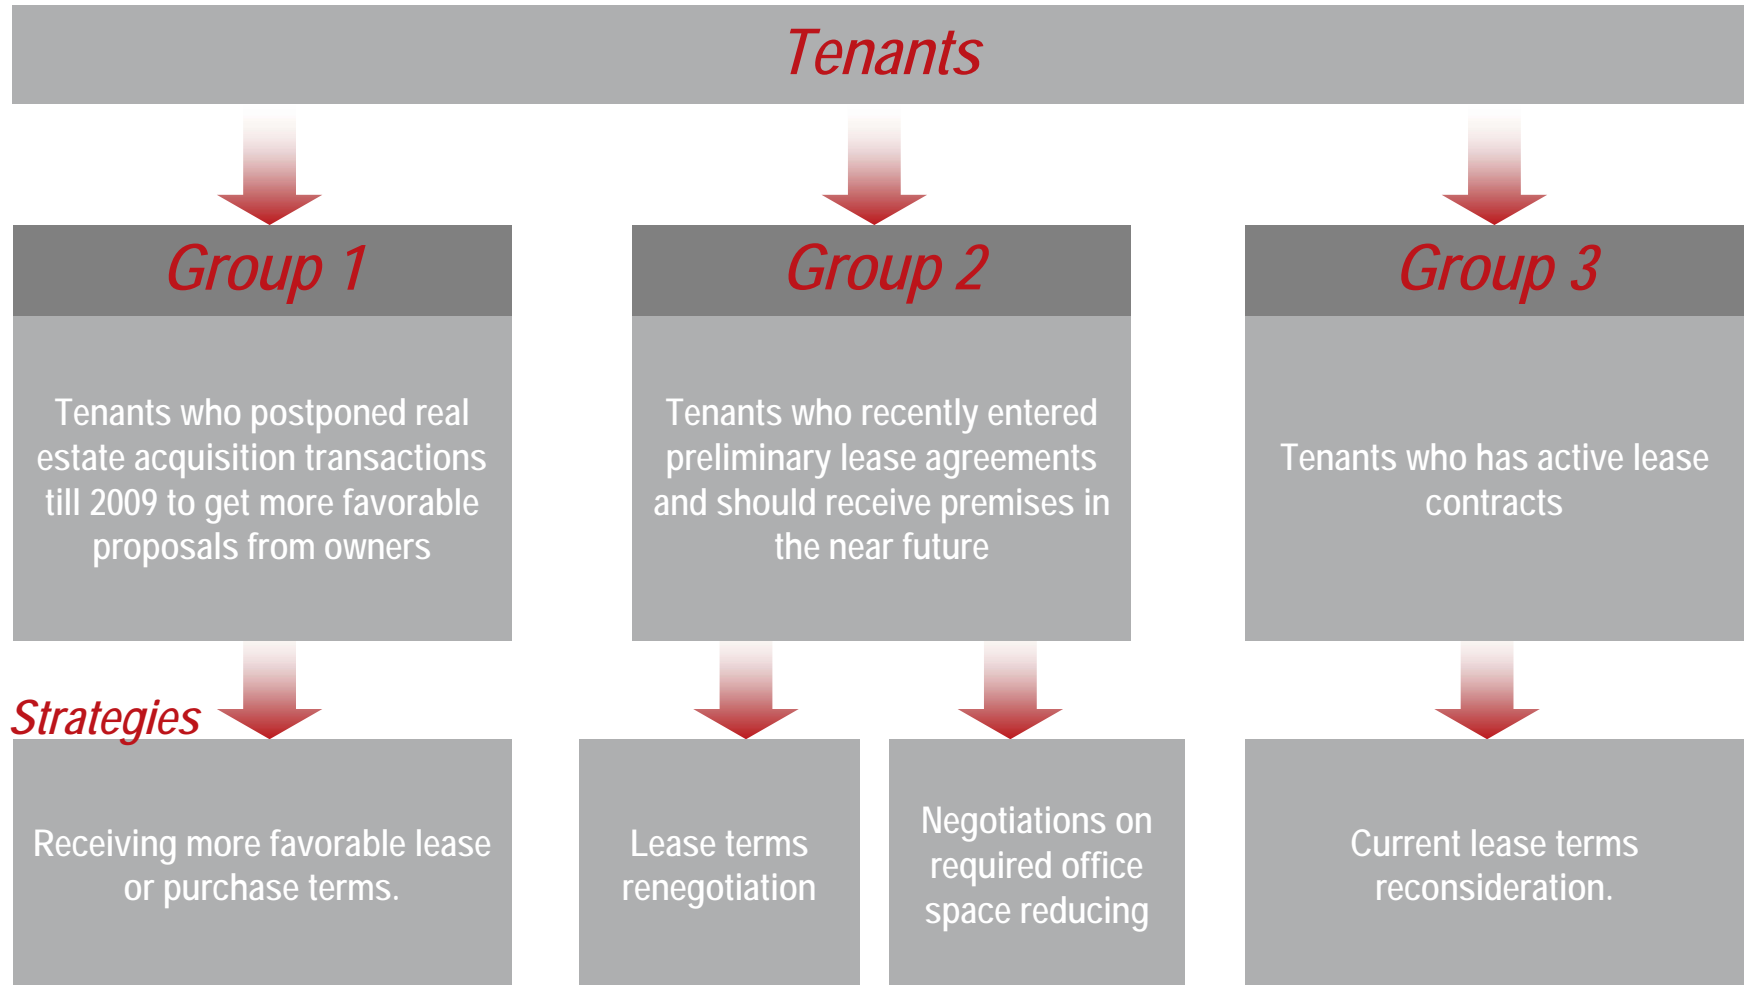 Tenants
Group 1
Group 2
Group 3
Tenants who postponed real
estate acquisition transactions
till 2009 to get more favorable
proposals from owners
Tenants who recently entered
preliminary lease agreements
and should receive premises in
the near future
Tenants who has active lease
contracts
Strategies
Receiving more favorable lease
or purchase terms.
Lease terms
renegotiation
Negotiations on
required office
space reducing
Current lease terms
reconsideration.